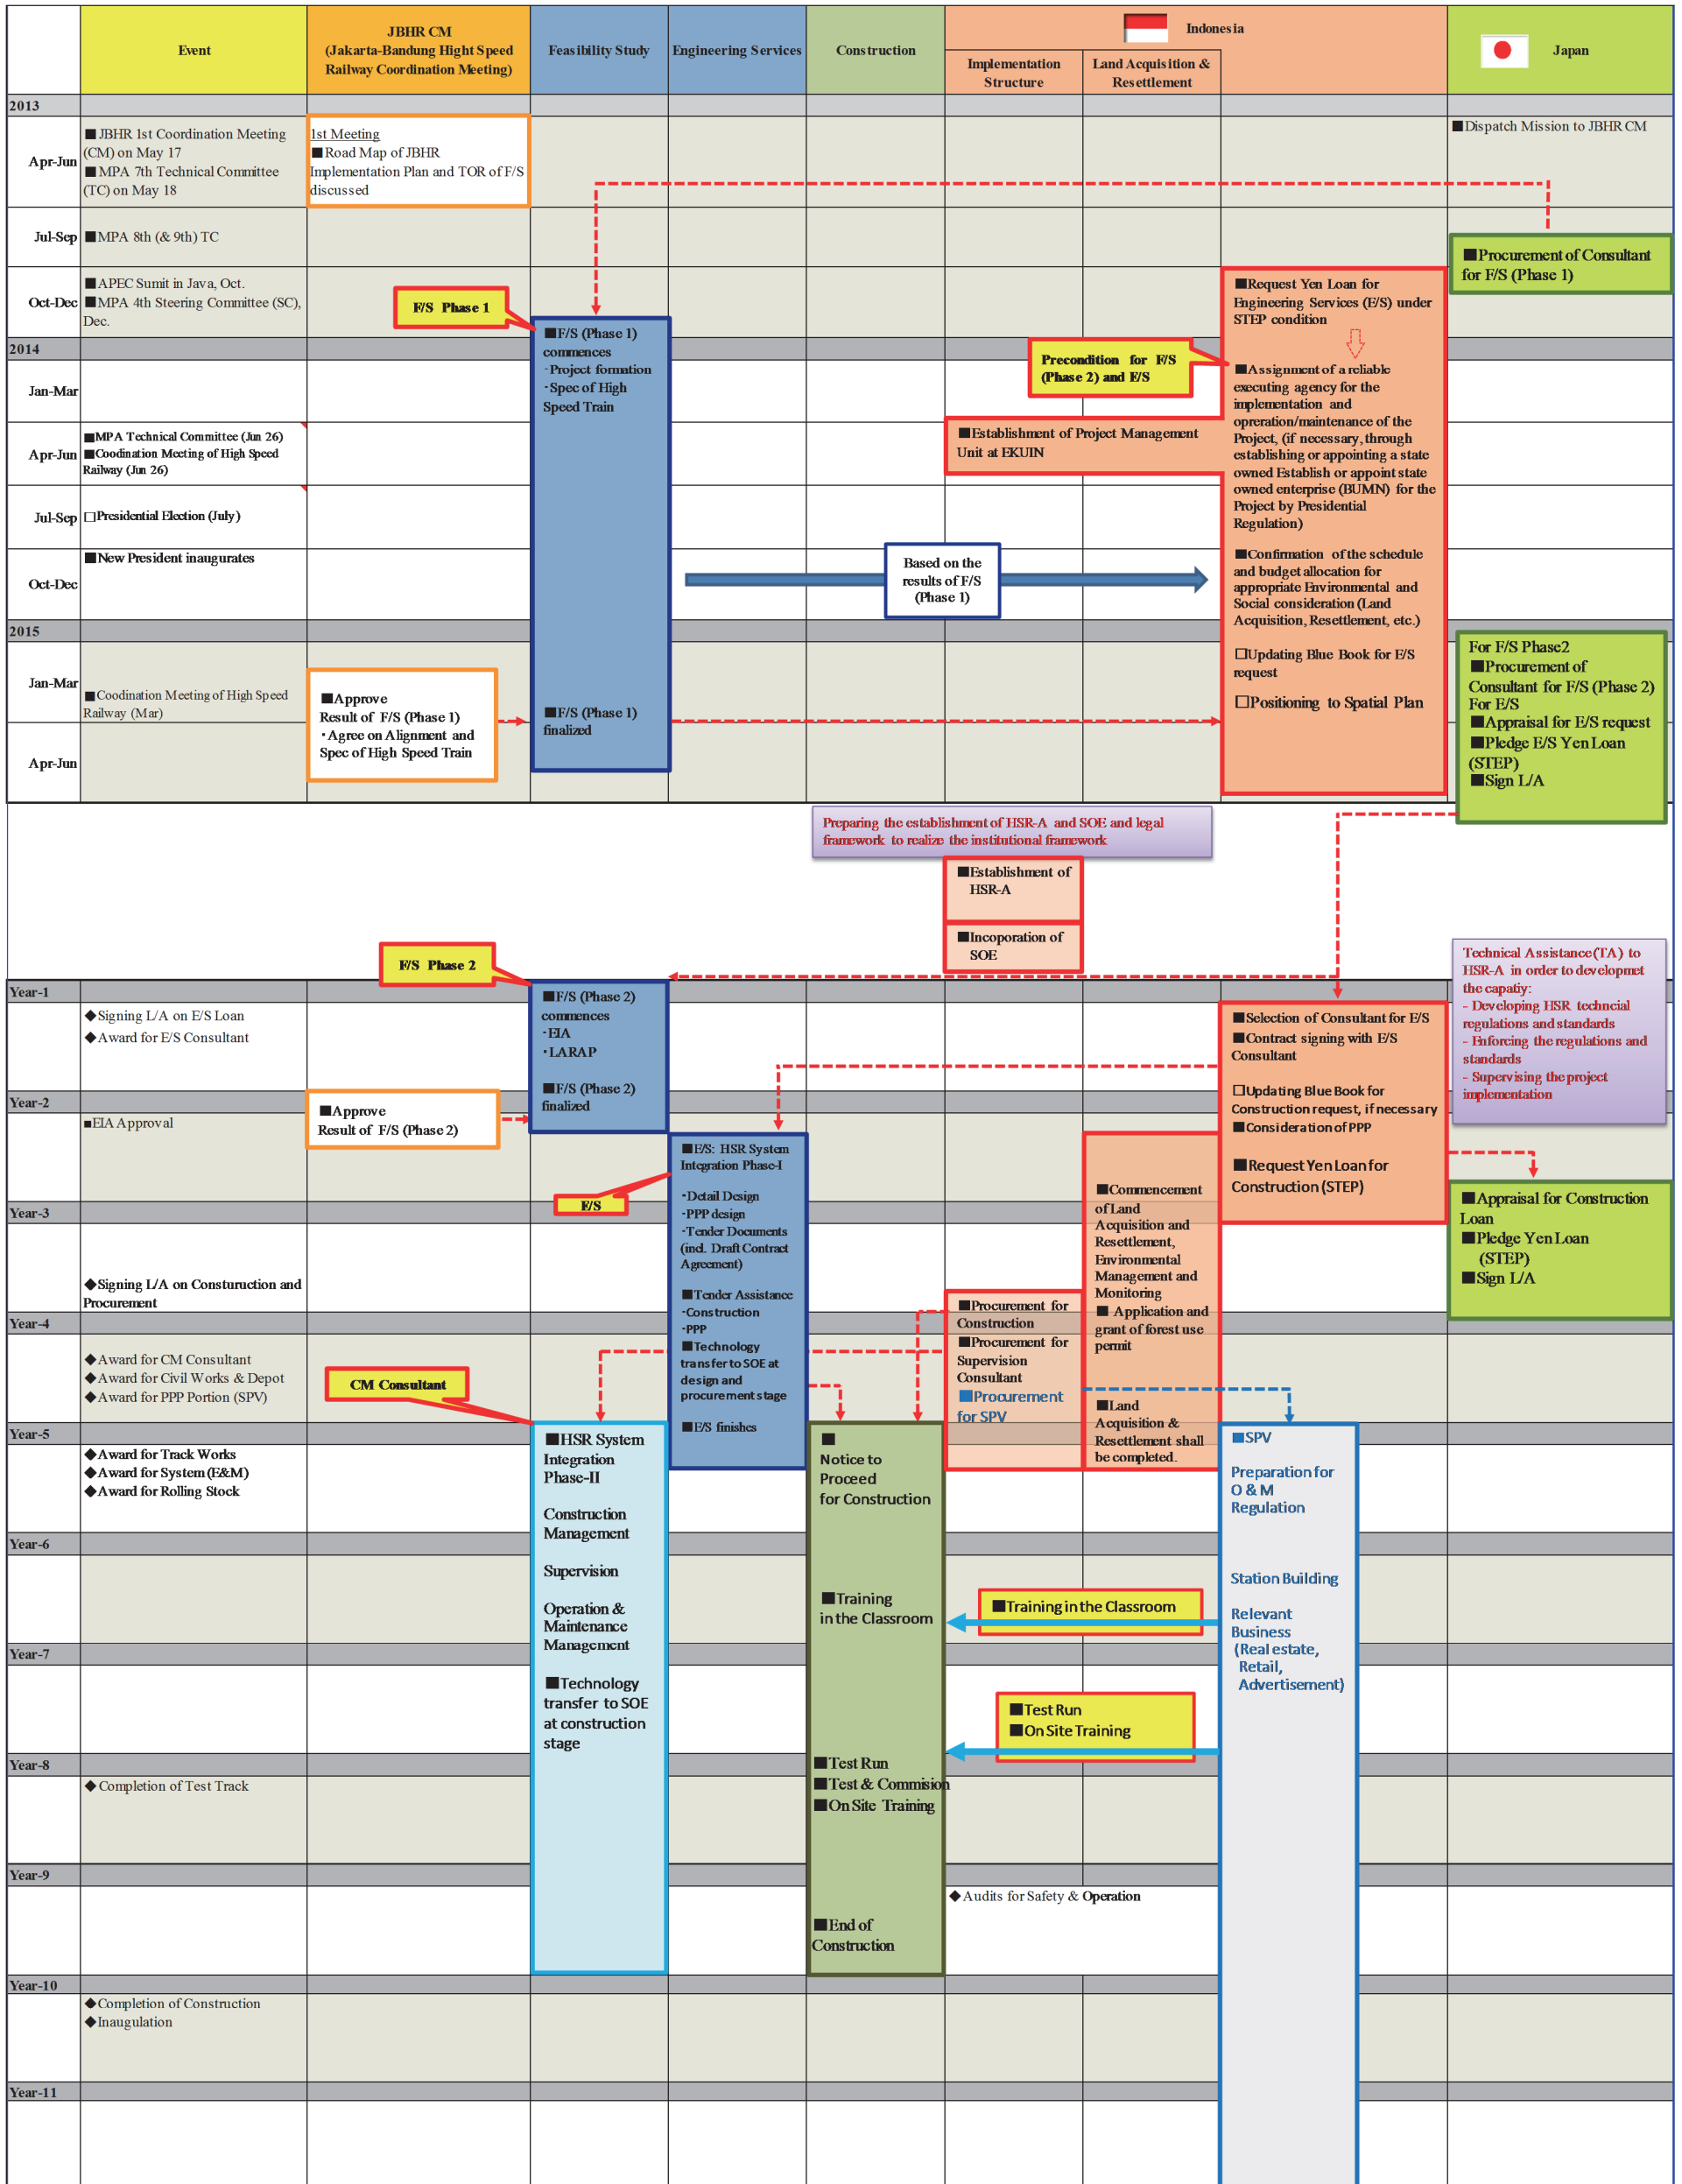 Event
JBHR CM
(Jakarta-Bandung Hight Speed
Railway Coordination Meeting)
Feasibility Study
Engineering Services
Construction
Indonesia
Implementation
Structure
Land Acquisition &
Resettlement
Japan
2013
Apr-Jun
■JBHR 1st Coordination Meeting
(CM) on May 17
■MPA 7th Technical Committee
(TC) on May 18
1st Meeting
■Road Map of JBHR
Implementation Plan and TOR of F/S
discussed
■Dispatch Mission to JBHR CM
Jul-Sep
■MPA 8th (& 9th) TC
■Procurement of Consultant
for F/S (Phase 1)
Oct-Dec
■APEC Sumit in Java, Oct.
■MPA 4th Steering Committee (SC),
Dec.
F/S Phase 1
■F/S (Phase 1)
commences
・Project formation
・Spec of High
Speed Train
■Request Yen Loan for
Engineering Services (E/S) under
STEP condition
2014
Precondition for F/S
(Phase 2) and E/S
■Assignment of a reliable
executing agency for the
implementation and
opreration/maintenance of the
Project, (if necessary, through
establishing or appointing a state
owned Establish or appoint state
owned enterprise (BUMN) for the
Project by Presidential
Regulation)
Jan-Mar
Apr-Jun
■MPA Technical Committee (Jun 26)
■Coodination Meeting of High Speed
Railway (Jun 26)
■Establishment of Project Management
Unit at EKUIN
Jul-Sep
□Presidential Election (July)
Oct-Dec
■New President inaugurates
Based on the
results of F/S
(Phase 1)
■Confirmation of the schedule
and budget allocation for
appropriate Environmental and
Social consideration (Land
Acquisition, Resettlement, etc.)
□Updating Blue Book for E/S
request
□Positioning to Spatial Plan
2015
Jan-Mar
■Coodination Meeting of High Speed
Railway (Mar)
■Approve
Result of F/S (Phase 1)
・Agree on Alignment and
Spec of High Speed Train
■F/S (Phase 1)
finalized
For F/S Phase2
■Procurement of
Consultant for F/S (Phase 2)
For E/S
■Appraisal for E/S request
■Pledge E/S Yen Loan
(STEP)
■Sign L/A
Apr-Jun
Preparing the establishment of HSR-A and SOE and legal
framework to realize the institutional framework
■Establishment of
HSR-A
■Incoporation of
SOE
F/S Phase 2
Technical Assistance(TA) to
HSR-A in order to developmet
the capatiy:
- Developing HSR techncial
regulations and standards
- Enforcing the regulations and
standards
- Supervising the project
implementation
Year-1
◆Signing L/A on E/S Loan
◆Award for E/S Consultant
■F/S (Phase 2)
commences
・EIA
・LARAP
■F/S (Phase 2)
finalized
■Selection of Consultant for E/S
■Contract signing with E/S
Consultant
□Updating Blue Book for
Construction request, if necessary
■Consideration of PPP
■Request Yen Loan for
Construction (STEP)
Year-2
■EIA Approval
■Approve
Result of F/S (Phase 2)
■E/S: HSR System
Integration Phase-I
・Detail Design
・PPP design
・Tender Documents
(incl. Draft Contract
Agreement)
■Tender Assistance
・Construction
・PPP
■Technology
transfer to SOE at
design and
procurement stage
■E/S finishes
E/S
■Commencement
of Land
Acquisition and
Resettlement,
Environmental
Management and
Monitoring
■ Application and
grant of forest use
permit
■Land
Acquisition &
Resettlement shall
be completed.
■Appraisal for Construction
Loan
■Pledge Yen Loan
(STEP)
■Sign L/A
Year-3
◆Signing L/A on Consturuction and
Procurement
Year-4
■Procurement for
Construction
■Procurement for
Supervision
Consultant
■Procurement
for SPV
◆Award for CM Consultant
◆Award for Civil Works & Depot
◆Award for PPP Portion (SPV)
CM Consultant
Year-5
◆Award for Track Works
◆Award for System (E&M)
◆Award for Rolling Stock
■HSR System
Integration
Phase-II
Construction
Management
Supervision
Operation &
Maintenance
Management
■Technology
transfer to SOE
at construction
stage
■
Notice to
Proceed
for Construction
■SPV
Preparation for
O & M
Regulation
Station Building
Relevant
Business
(Real estate,
Retail,
Advertisement)
Year-6
■Training
in the Classroom
■Training in the Classroom
Year-7
■Test Run
■On Site Training
Year-8
◆Completion of Test Track
■Test Run
■Test & Commision
■On Site Training
Year-9
◆Audits for Safety & Operation
■End of
Construction
Year-10
◆Completion of Construction
◆Inaugulation
Year-11